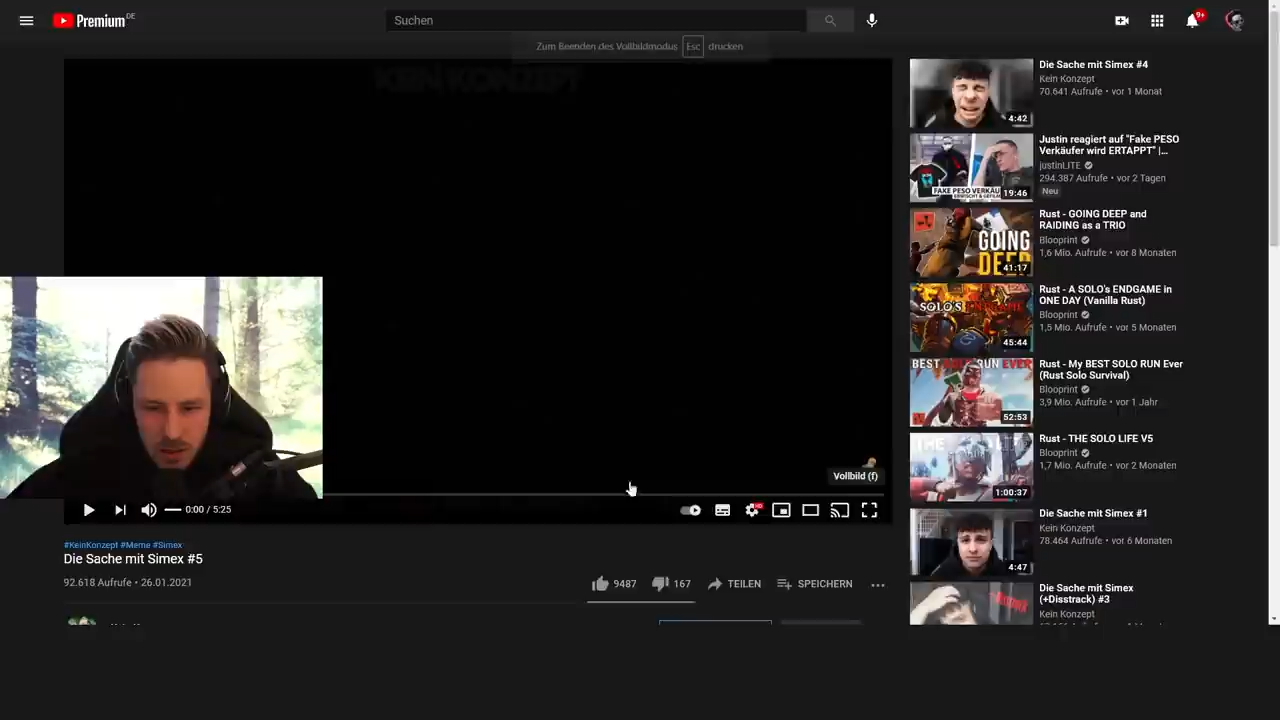 Premium DE
Suchen
9+
Zum Beenden des Vollbildmodus Esc drucken
KEIN KONZEPT
Vollbild (f)
0:00 / 5:25
HD
#KeinKonzept #Meme #Simex
Die Sache mit Simex #5
92.618 Aufrufe • 26.01.2021
9487
167
TEILEN
SPEICHERN
4:42
Die Sache mit Simex #4
Kein Konzept
70.641 Aufrufe • vor 1 Monat
FAKE PESO VERKÄU
19:46
Justin reagiert auf "Fake PESO
Verkäufer wird ERTAPPT" |...
justinLITE
294.387 Aufrufe • vor 2 Tagen
Neu
GOING
DEEP
41:17
Rust - GOING DEEP and
RAIDING as a TRIO
Blooprint
1,6 Mio. Aufrufe • vor 8 Monaten
SOLO'S ENDGAME
45:44
Rust - A SOLO's ENDGAME in
ONE DAY (Vanilla Rust)
Blooprint
1,5 Mio. Aufrufe • vor 5 Monaten
BEST SOLO RUN EVER
52:53
Rust - My BEST SOLO RUN Ever
(Rust Solo Survival)
Blooprint
3,9 Mio. Aufrufe • vor 1 Jahr
THE
1:00:37
Rust - THE SOLO LIFE V5
Blooprint
1,7 Mio. Aufrufe • vor 2 Monaten
4:47
Die Sache mit Simex #1
Kein Konzept
78.464 Aufrufe • vor 6 Monaten
Die Sache mit Simex
(+Disstrack) #3
Kein Konzept